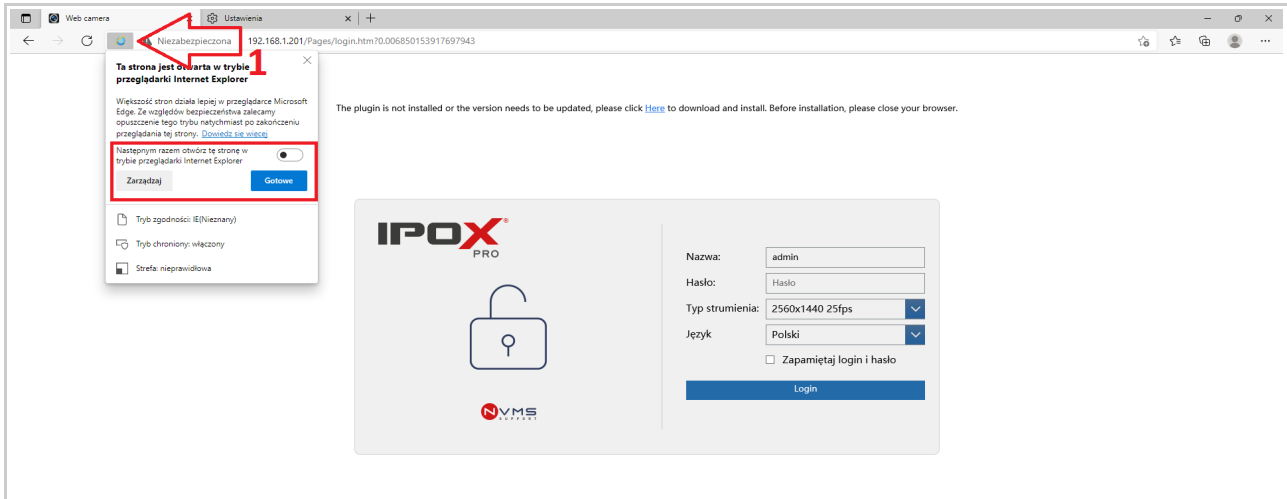 Web camera
Ustawienia
Niezabezpieczona
192.168.1.201/Pages/login.htm?0.006850153917697943
1
Ta strona jest otwarta w trybie
przeglądarki Internet Explorer
Większość stron działa lepiej w przeglądarce Microsoft
Edge. Ze względów bezpieczeństwa zalecamy
opuszczenie tego trybu natychmiast po zakończeniu
przeglądania tej strony. Dowiedz się więcej
Następnym razem otwórz tę stronę w
trybie przeglądarki Internet Explorer
Zarządzaj
Gotowe
Tryb zgodności: IE(Nieznany)
Tryb chroniony: włączony
Strefa: nieprawidłowa
The plugin is not installed or the version needs to be updated, please click Here to download and install. Before installation, please close your browser.
IPOX®
PRO
NVMS
SUPPORT
Nazwa:
admin
Hasło:
Hasło
Typ strumienia:
2560x1440 25fps
Język
Polski
Zapamiętaj login i hasło
Login